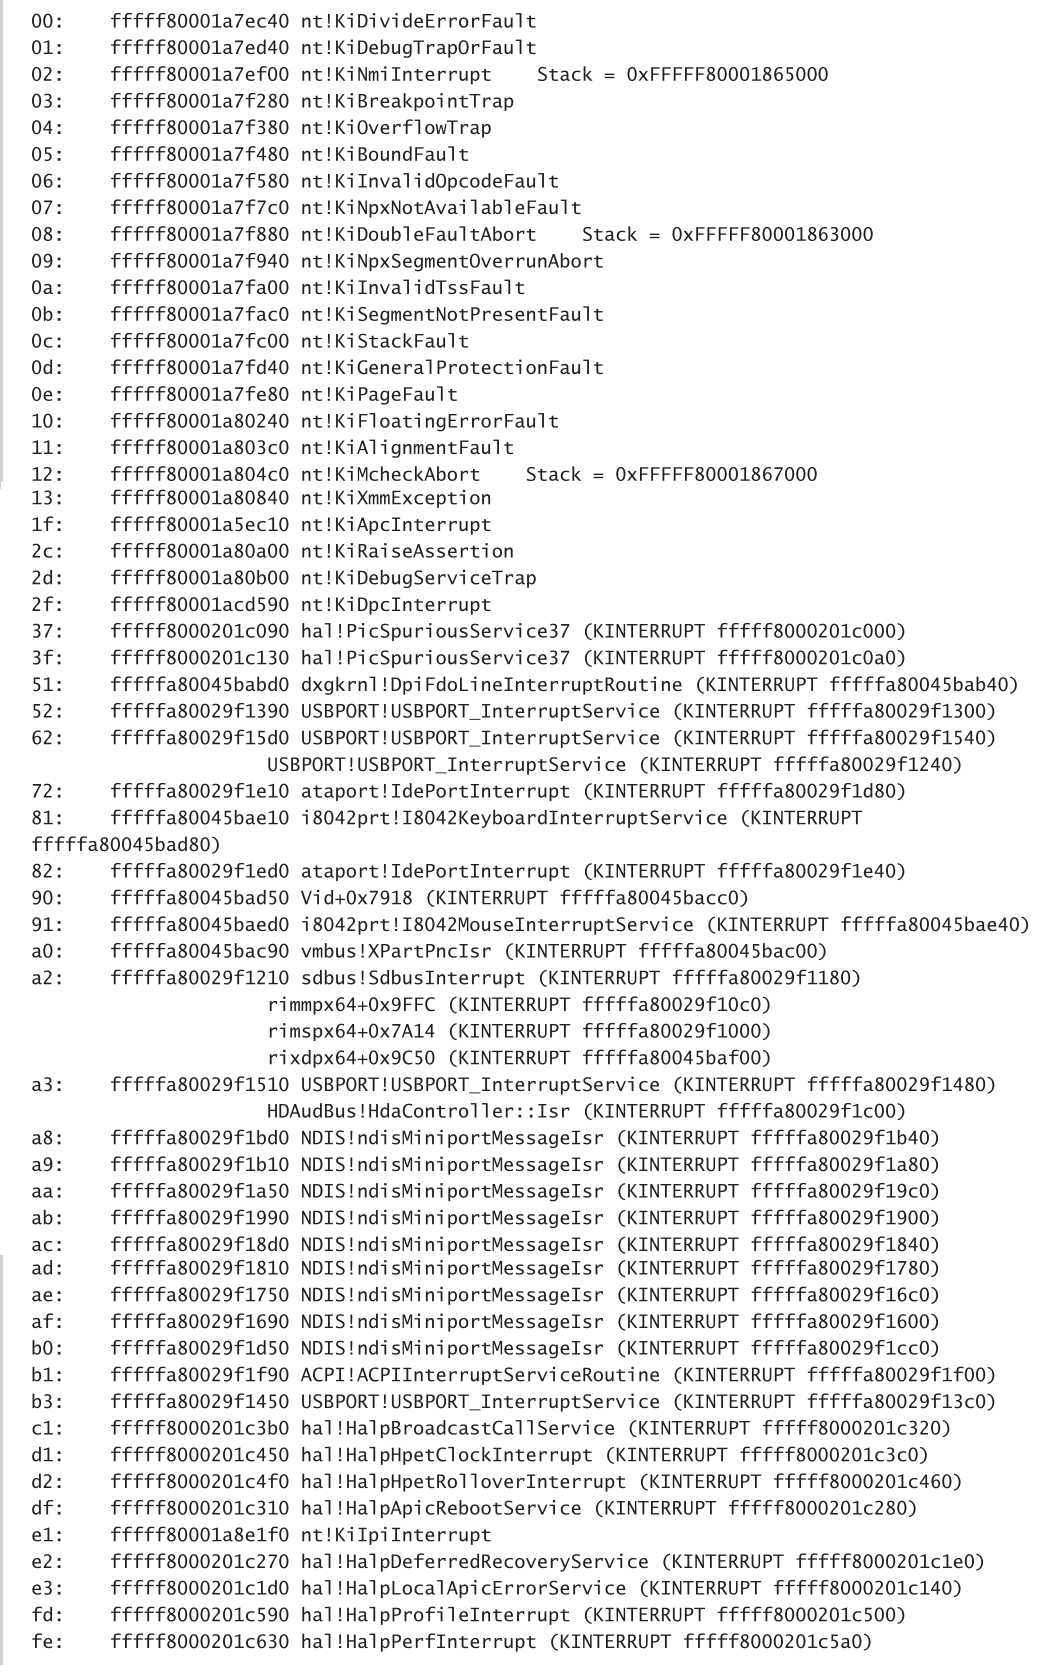 00:    fffff80001a7ec40 nt!KiDivideErrorFault
01:    fffff80001a7ed40 nt!KiDebugTrapOrFault
02:    fffff80001a7ef00 nt!KiNmiInterrupt    Stack = 0xFFFFF80001865000
03:    fffff80001a7f280 nt!KiBreakpointTrap
04:    fffff80001a7f380 nt!KiOverflowTrap
05:    fffff80001a7f480 nt!KiBoundFault
06:    fffff80001a7f580 nt!KiInvalidOpcodeFault
07:    fffff80001a7f7c0 nt!KiNpxNotAvailableFault
08:    fffff80001a7f880 nt!KiDoubleFaultAbort    Stack = 0xFFFFF80001863000
09:    fffff80001a7f940 nt!KiNpxSegmentOverrunAbort
0a:    fffff80001a7fa00 nt!KiInvalidTssFault
0b:    fffff80001a7fac0 nt!KiSegmentNotPresentFault
0c:    fffff80001a7fc00 nt!KiStackFault
0d:    fffff80001a7fd40 nt!KiGeneralProtectionFault
0e:    fffff80001a7fe80 nt!KiPageFault
10:    fffff80001a80240 nt!KiFloatingErrorFault
11:    fffff80001a803c0 nt!KiAlignmentFault
12:    fffff80001a804c0 nt!KiMcheckAbort    Stack = 0xFFFFF80001867000
13:    fffff80001a80840 nt!KiXmmException
1f:    fffff80001a5ec10 nt!KiApcInterrupt
2c:    fffff80001a80a00 nt!KiRaiseAssertion
2d:    fffff80001a80b00 nt!KiDebugServiceTrap
2f:    fffff80001acd590 nt!KiDpcInterrupt
37:    fffff8000201c090 hal!PicSpuriousService37 (KINTERRUPT fffff8000201c000)
3f:    fffff8000201c130 hal!PicSpuriousService37 (KINTERRUPT fffff8000201c0a0)
51:    fffffa80045babd0 dxgkrnl!DpiFdoLineInterruptRoutine (KINTERRUPT fffffa80045bab40)
52:    fffffa80029f1390 USBPORT!USBPORT_InterruptService (KINTERRUPT fffffa80029f1300)
62:    fffffa80029f15d0 USBPORT!USBPORT_InterruptService (KINTERRUPT fffffa80029f1540)
USBPORT!USBPORT_InterruptService (KINTERRUPT fffffa80029f1240)
72:    fffffa80029f1e10 ataport!IdePortInterrupt (KINTERRUPT fffffa80029f1d80)
81:    fffffa80045bae10 i8042prt!I8042KeyboardInterruptService (KINTERRUPT
fffffa80045bad80)
82:    fffffa80029f1ed0 ataport!IdePortInterrupt (KINTERRUPT fffffa80029f1e40)
90:    fffffa80045bad50 Vid+0x7918 (KINTERRUPT fffffa80045bacc0)
91:    fffffa80045baed0 i8042prt!I8042MouseInterruptService (KINTERRUPT fffffa80045bae40)
a0:    fffffa80045bac90 vmbus!XPartPncIsr (KINTERRUPT fffffa80045bac00)
a2:    fffffa80029f1210 sdbus!SdbusInterrupt (KINTERRUPT fffffa80029f1180)
rimmpx64+0x9FFC (KINTERRUPT fffffa80029f10c0)
rimspx64+0x7A14 (KINTERRUPT fffffa80029f1000)
rixdpx64+0x9C50 (KINTERRUPT fffffa80045baf00)
a3:    fffffa80029f1510 USBPORT!USBPORT_InterruptService (KINTERRUPT fffffa80029f1480)
HDAudBus!HdaController::Isr (KINTERRUPT fffffa80029f1c00)
a8:    fffffa80029f1bd0 NDIS!ndisMiniportMessageIsr (KINTERRUPT fffffa80029f1b40)
a9:    fffffa80029f1b10 NDIS!ndisMiniportMessageIsr (KINTERRUPT fffffa80029f1a80)
aa:    fffffa80029f1a50 NDIS!ndisMiniportMessageIsr (KINTERRUPT fffffa80029f19c0)
ab:    fffffa80029f1990 NDIS!ndisMiniportMessageIsr (KINTERRUPT fffffa80029f1900)
ac:    fffffa80029f18d0 NDIS!ndisMiniportMessageIsr (KINTERRUPT fffffa80029f1840)
ad:    fffffa80029f1810 NDIS!ndisMiniportMessageIsr (KINTERRUPT fffffa80029f1780)
ae:    fffffa80029f1750 NDIS!ndisMiniportMessageIsr (KINTERRUPT fffffa80029f16c0)
af:    fffffa80029f1690 NDIS!ndisMiniportMessageIsr (KINTERRUPT fffffa80029f1600)
b0:    fffffa80029f1d50 NDIS!ndisMiniportMessageIsr (KINTERRUPT fffffa80029f1cc0)
b1:    fffffa80029f1f90 ACPI!ACPIInterruptServiceRoutine (KINTERRUPT fffffa80029f1f00)
b3:    fffffa80029f1450 USBPORT!USBPORT_InterruptService (KINTERRUPT fffffa80029f13c0)
c1:    fffff8000201c3b0 hal!HalpBroadcastCallService (KINTERRUPT fffff8000201c320)
d1:    fffff8000201c450 hal!HalpHpetClockInterrupt (KINTERRUPT fffff8000201c3c0)
d2:    fffff8000201c4f0 hal!HalpHpetRolloverInterrupt (KINTERRUPT fffff8000201c460)
df:    fffff8000201c310 hal!HalpApicRebootService (KINTERRUPT fffff8000201c280)
e1:    fffff80001a8e1f0 nt!KiIpiInterrupt
e2:    fffff8000201c270 hal!HalpDeferredRecoveryService (KINTERRUPT fffff8000201c1e0)
e3:    fffff8000201c1d0 hal!HalpLocalApicErrorService (KINTERRUPT fffff8000201c140)
fd:    fffff8000201c590 hal!HalpProfileInterrupt (KINTERRUPT fffff8000201c500)
fe:    fffff8000201c630 hal!HalpPerfInterrupt (KINTERRUPT fffff8000201c5a0)